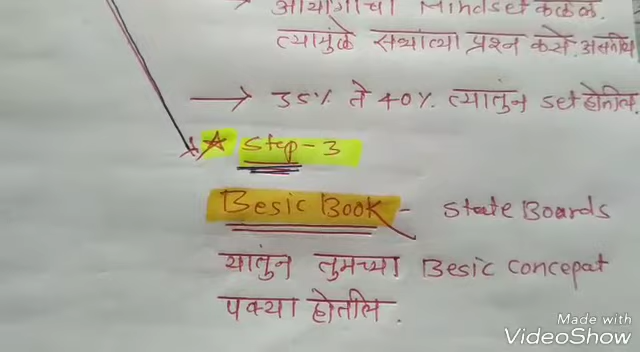 → आयोगाचा Mindset कळेल.
त्यामुळे सध्याच्या प्रश्न कसे असतील
→ 35% ते 40% त्यातुन set होतील.
☆ Step-3
Besic Book - State Boards
यातुन तुमच्या Besic Concepat
पक्या होतील.
Made with
VideoShow